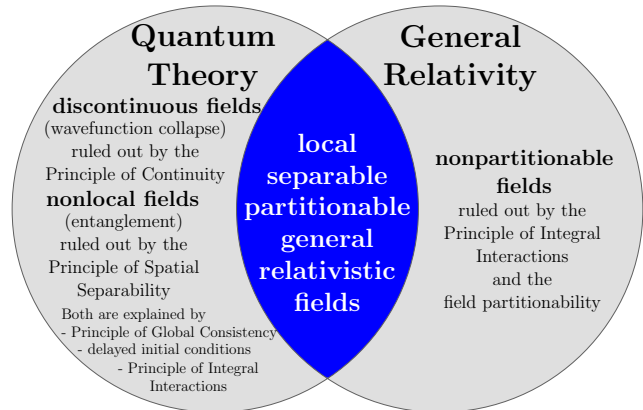 Quantum
Theory
discontinuous fields
(wavefunction collapse)
ruled out by the
Principle of Continuity
nonlocal fields
(entanglement)
ruled out by the
Principle of Spatial
Separability
Both are explained by
- Principle of Global Consistency
- delayed initial conditions
- Principle of Integral
Interactions
local
separable
partitionable
general
relativistic
fields
General
Relativity
nonpartitionable
fields
ruled out by the
Principle of Integral
Interactions
and the
field partitionability